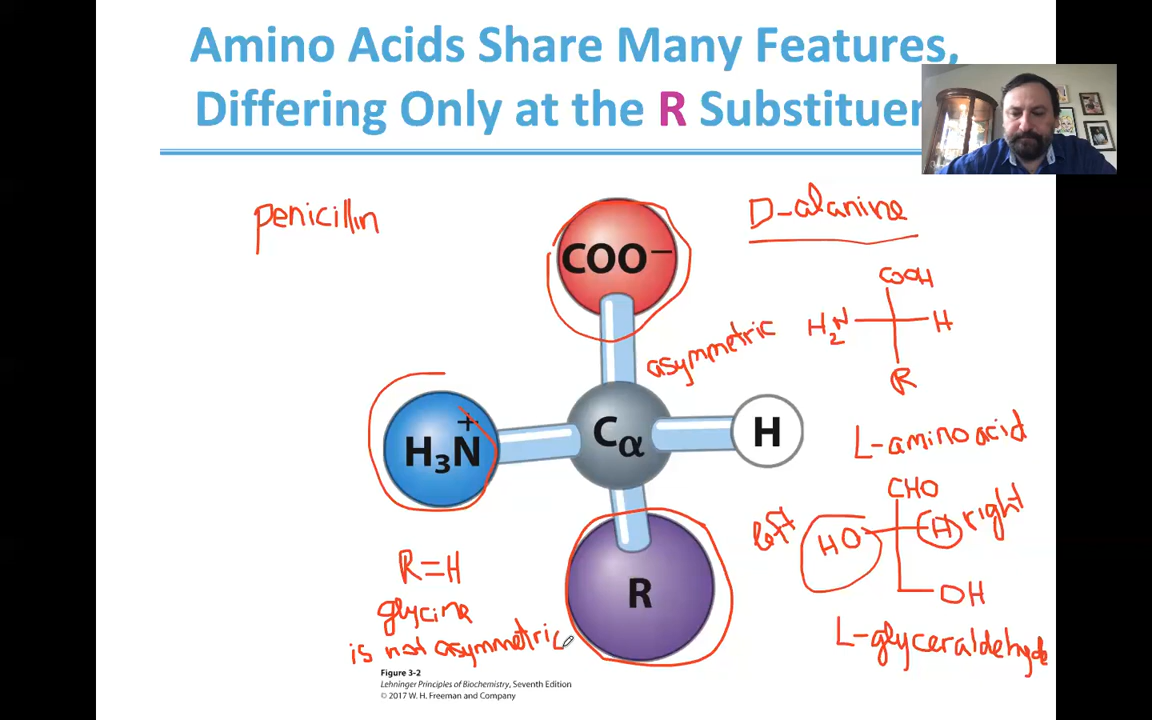 Amino Acids Share Many Features,
Differing Only at the R Substituen
penicillin
D-alanine
COO−
COOH
H2N
H
R
asymmetric
L-amino acid
H3N+
Cα
H
CHO
left
HO
H
right
OH
L-glyceraldehyde
R
R=H
glycine
is not asymmetric
Figure 3-2
Lehninger Principles of Biochemistry, Seventh Edition
© 2017 W. H. Freeman and Company